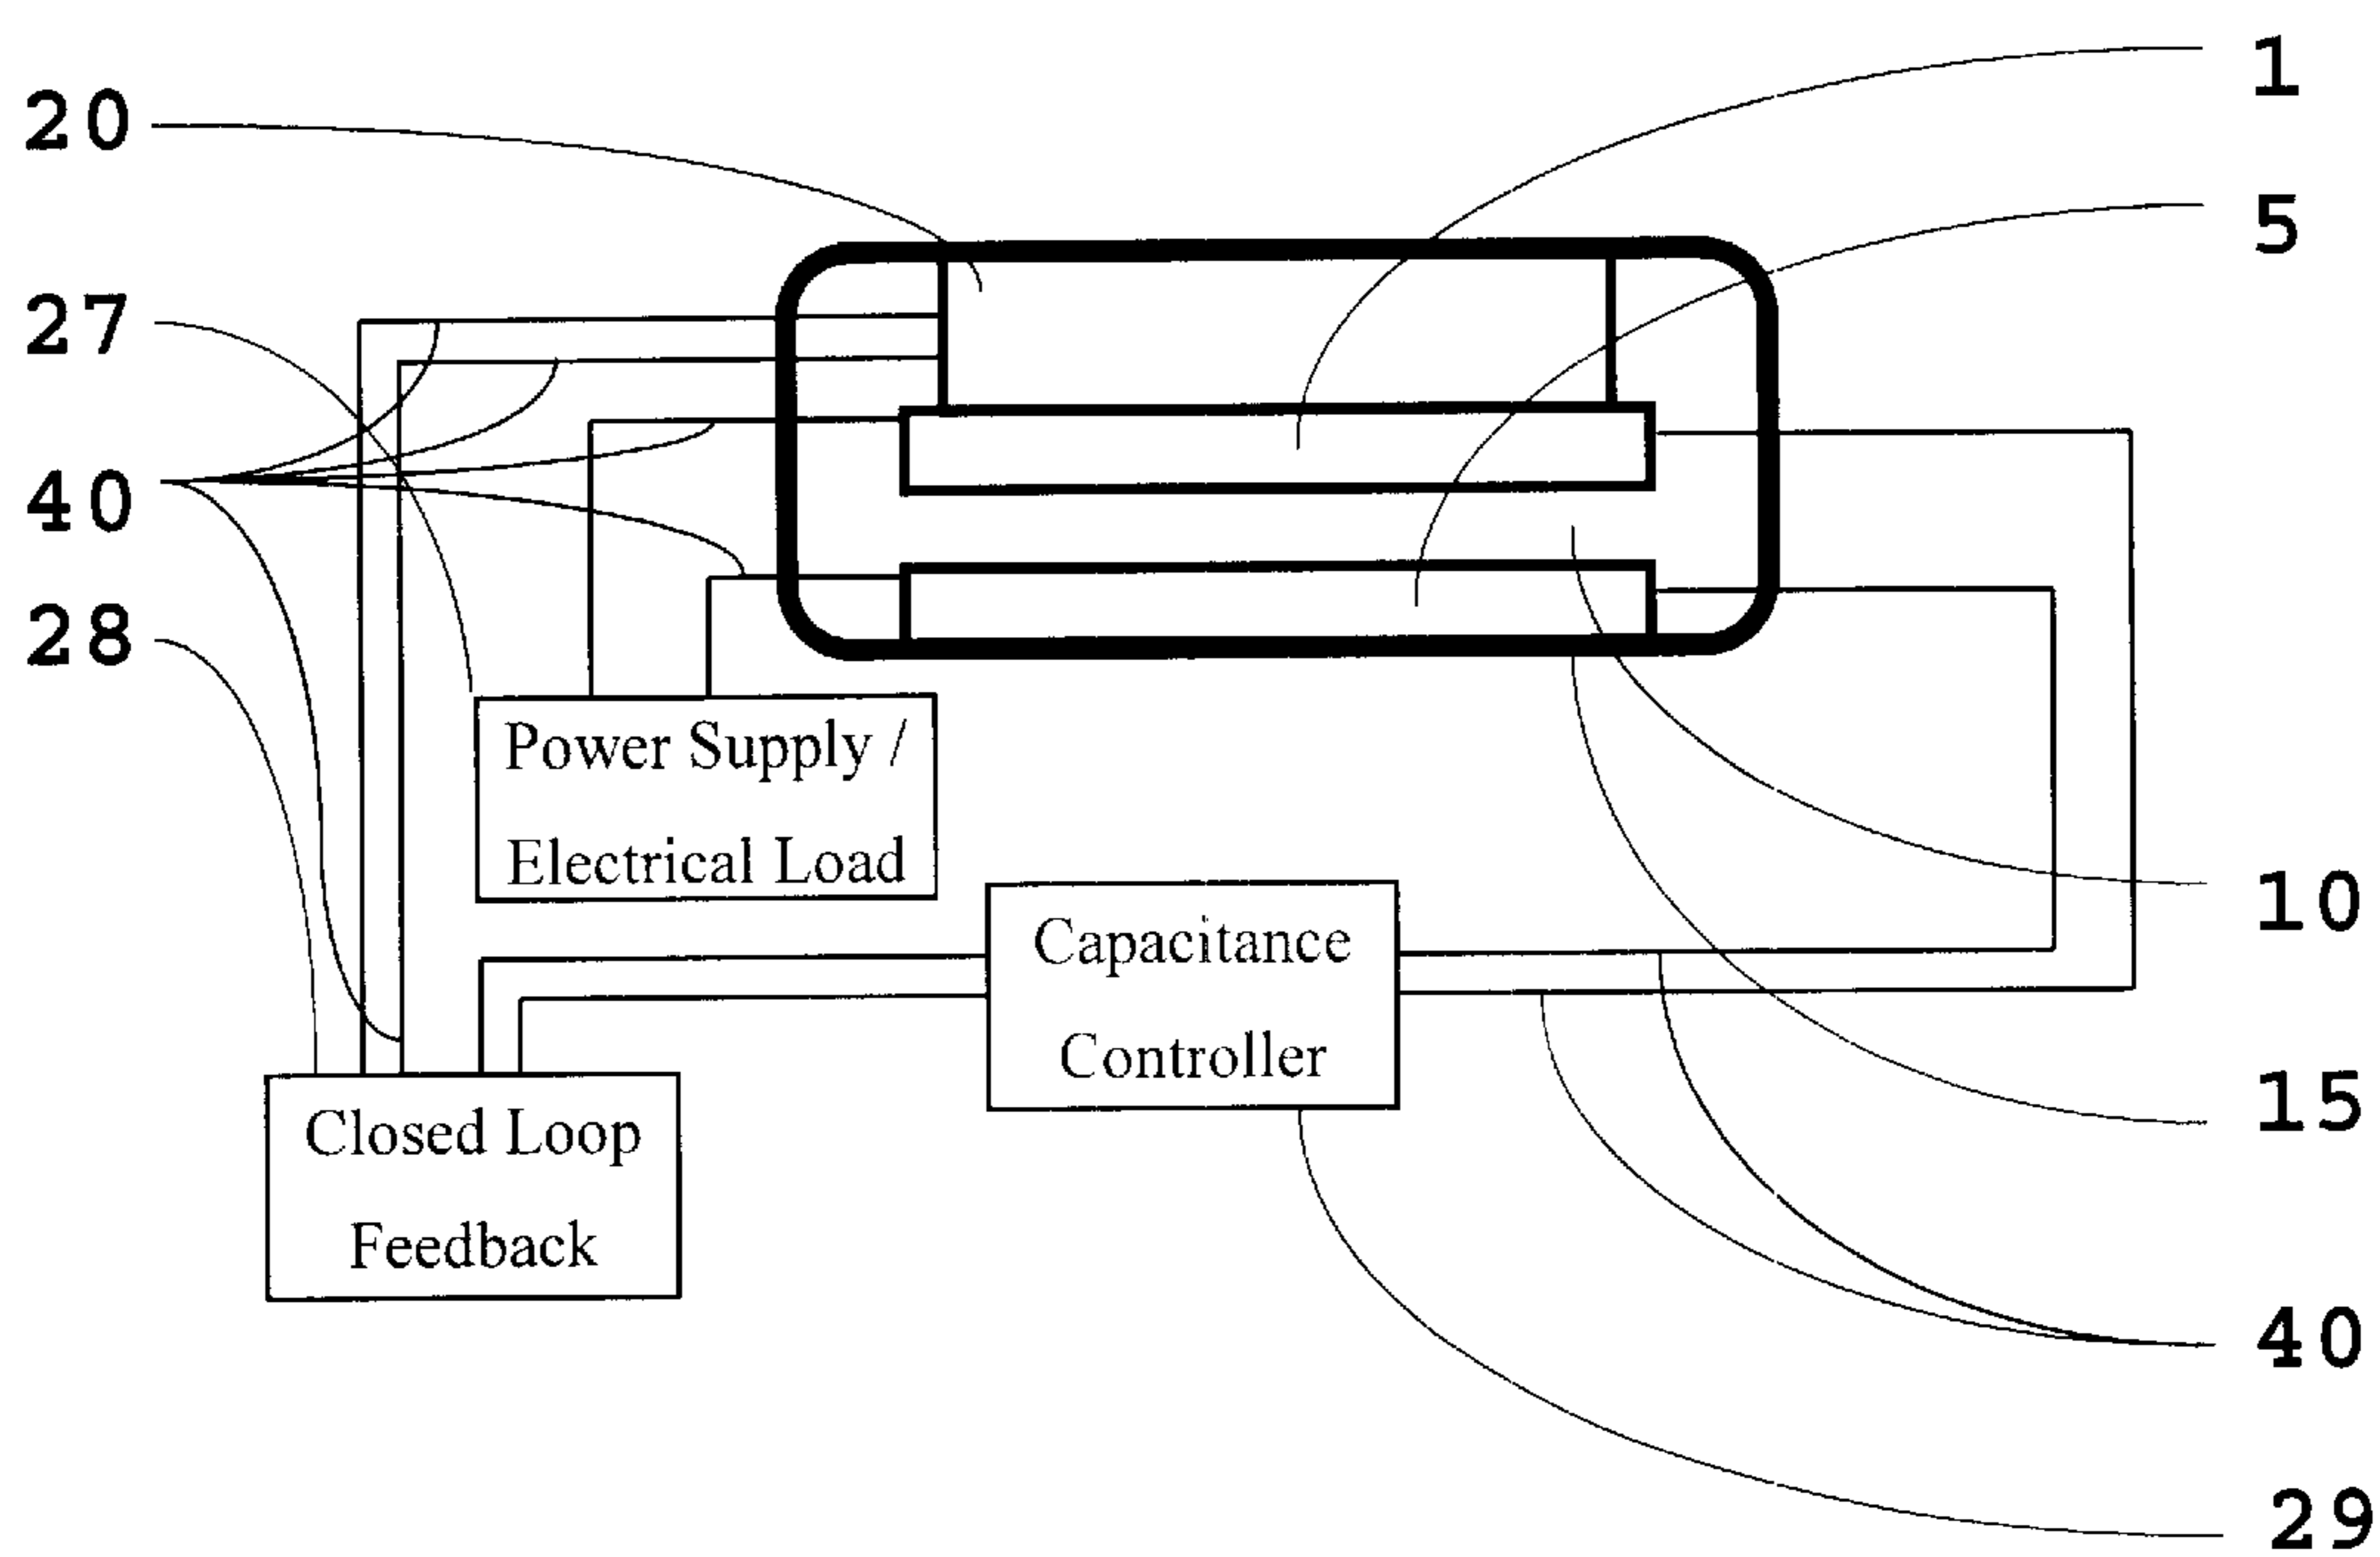 1
20
5
27
40
28
Power Supply /
Electrical Load
10
Capacitance
Controller
15
Closed Loop
Feedback
40
29